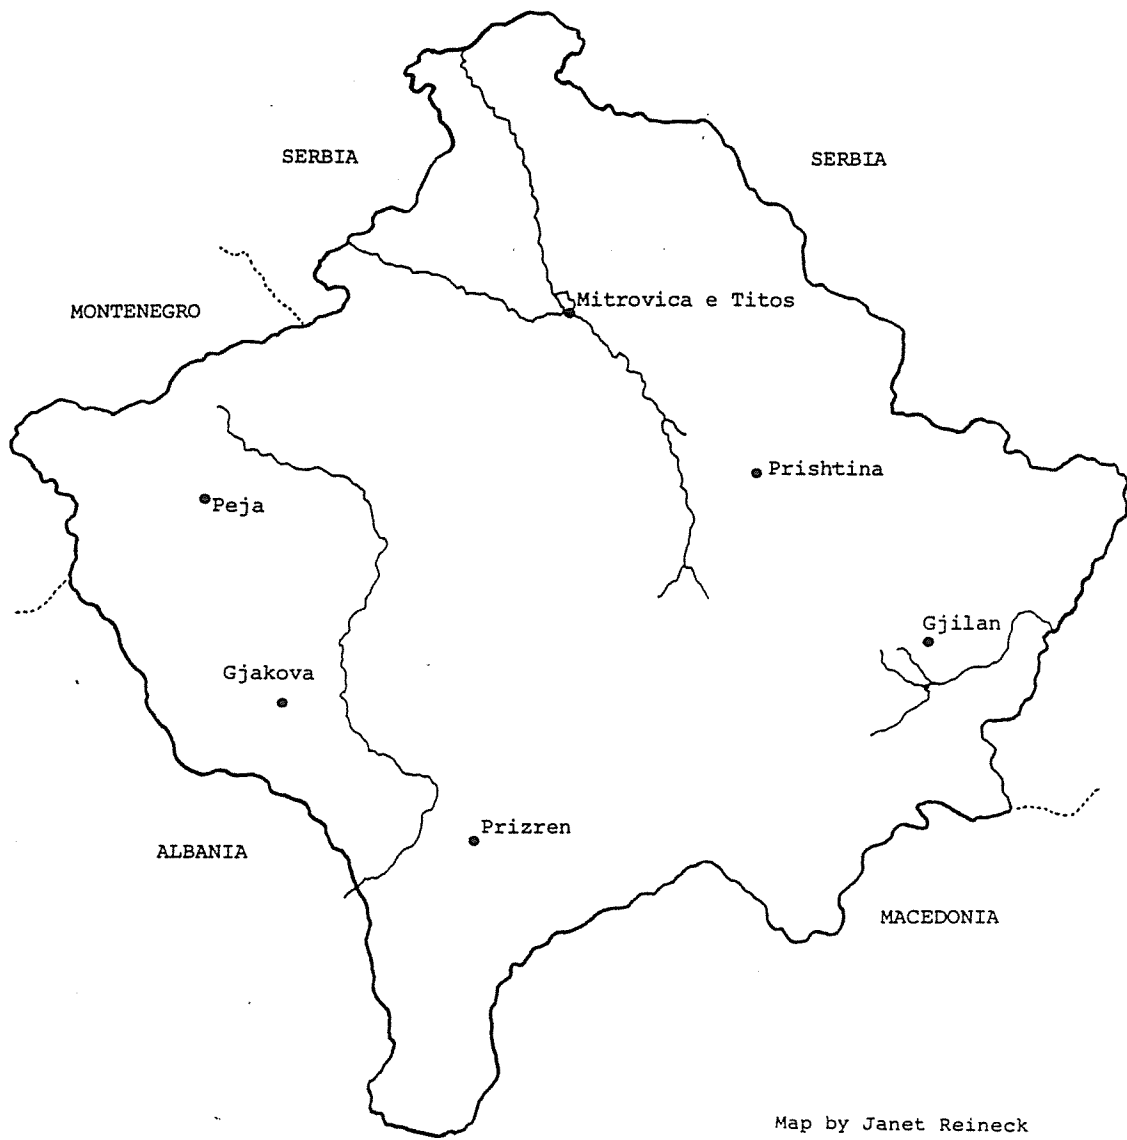 SERBIA
SERBIA
Mitrovica e Titos
MONTENEGRO
Prishtina
Peja
Gjilan
Gjakova
Prizren
ALBANIA
MACEDONIA
Map by Janet Reineck